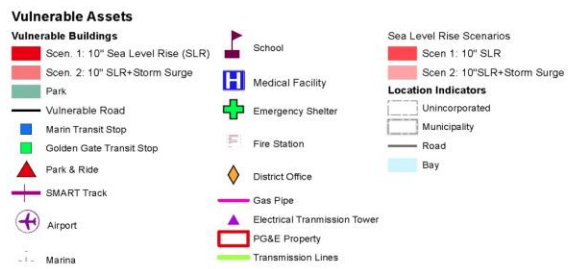 Vulnerable Assets
Vulnerable Buildings
Scen. 1: 10" Sea Level Rise (SLR)
Scen. 2: 10" SLR+Storm Surge
Park
Vulnerable Road
Marin Transit Stop
Golden Gate Transit Stop
Park & Ride
SMART Track
Airport
Marina
School
H
Medical Facility
Emergency Shelter
F
Fire Station
District Office
Gas Pipe
Electrical Tranmission Tower
PG&E Property
Transmission Lines
Sea Level Rise Scenarios
Scen 1: 10" SLR
Scen 2: 10"SLR+Storm Surge
Location Indicators
Unincorporated
Municipality
Road
Bay